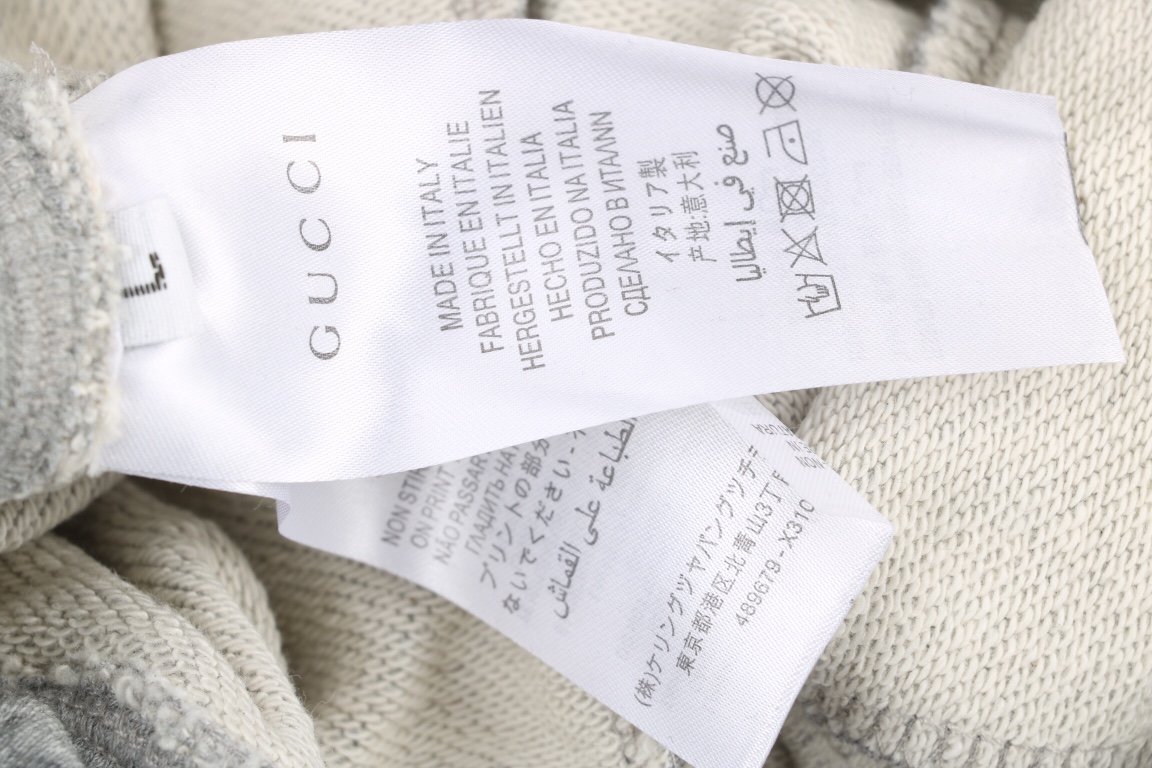 L
GUCCI
MADE IN ITALY
FABRIQUE EN ITALIE
HERGESTELLT IN ITALIEN
HECHO EN ITALIA
PRODUZIDO NA ITALIA
СДЕЛАНО В ИТАЛИИ
イタリア製
产地:意大利
صنع في إيطاليا
NON
ON PRINT
NÃO PASSAR
ГЛАДИТЬ НА
プリントの部分
ないでください -
الطباعة على القماش
(株)ケリングジャパングッチ
東京都港区北青山3丁
489679 - X3I0
NON